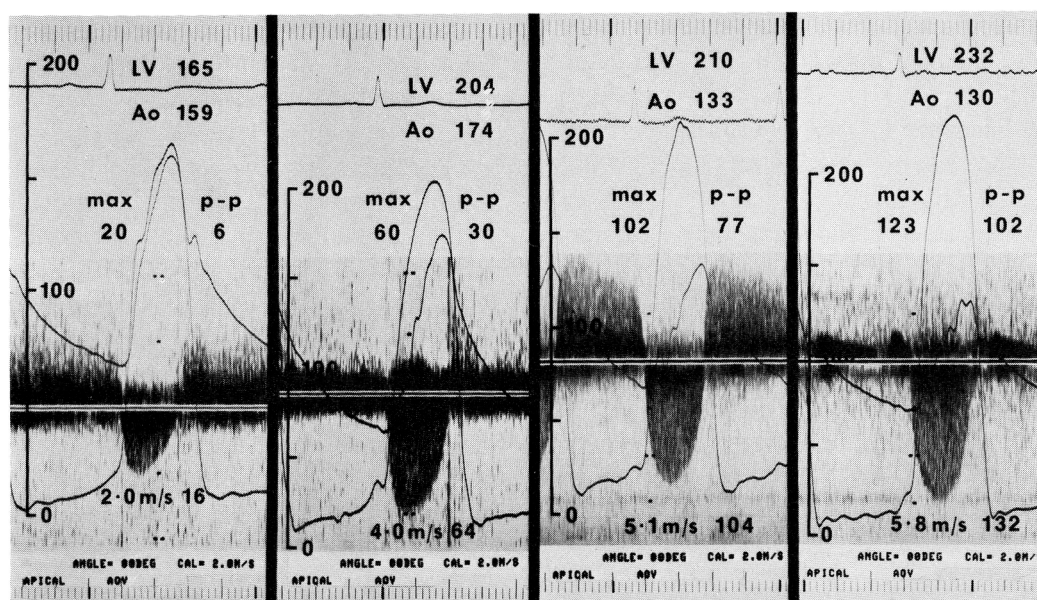 200
LV 165
Ao 159
max p-p
20 6
100
2·0 m/s 16
0
ANGLE= 00DEG CAL= 2.0M/S
APICAL AOV
LV 204
Ao 174
200
max p-p
60 30
100
4·0 m/s 64
0
ANGLE= 00DEG CAL= 2.0M/S
APICAL AOV
LV 210
Ao 133
200
max p-p
102 77
100
5·1 m/s 104
0
ANGLE= 00DEG CAL= 2.0M/S
APICAL AOV
LV 232
Ao 130
200
max p-p
123 102
5·8 m/s 132
0
ANGLE= 00DEG CAL= 2.0M/S
APICAL AOV